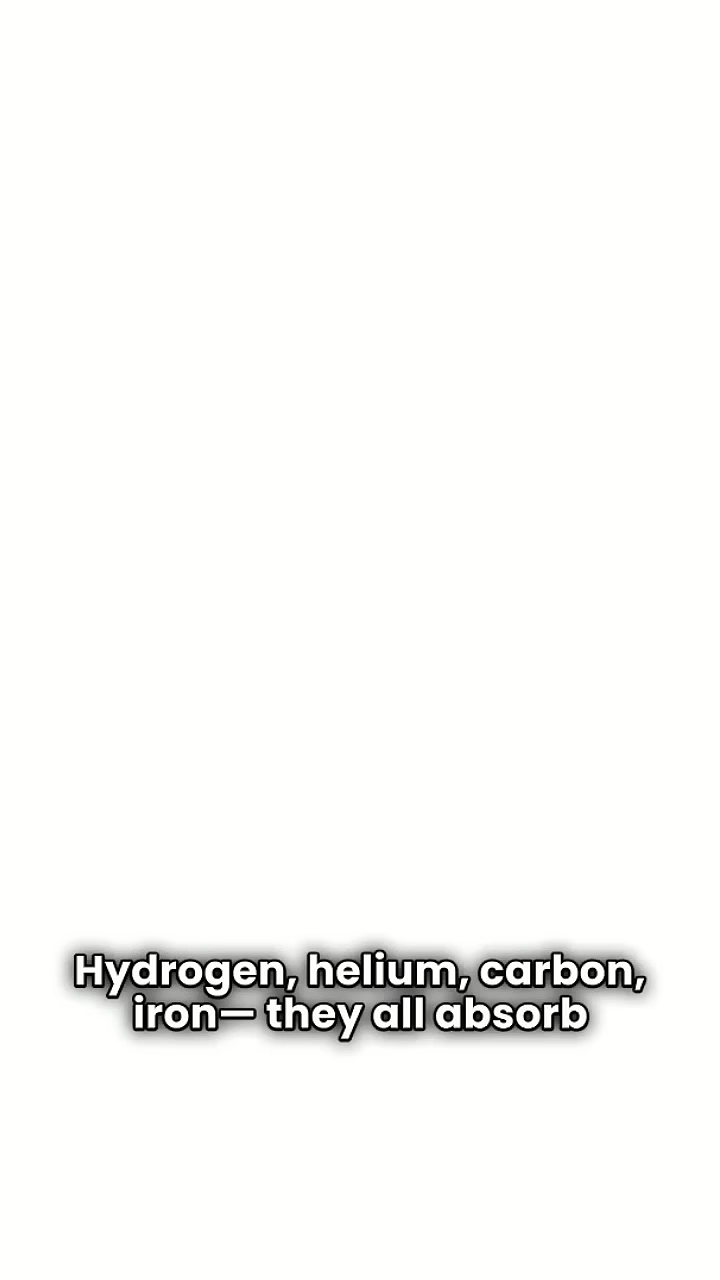 Hydrogen, helium, carbon,
iron— they all absorb